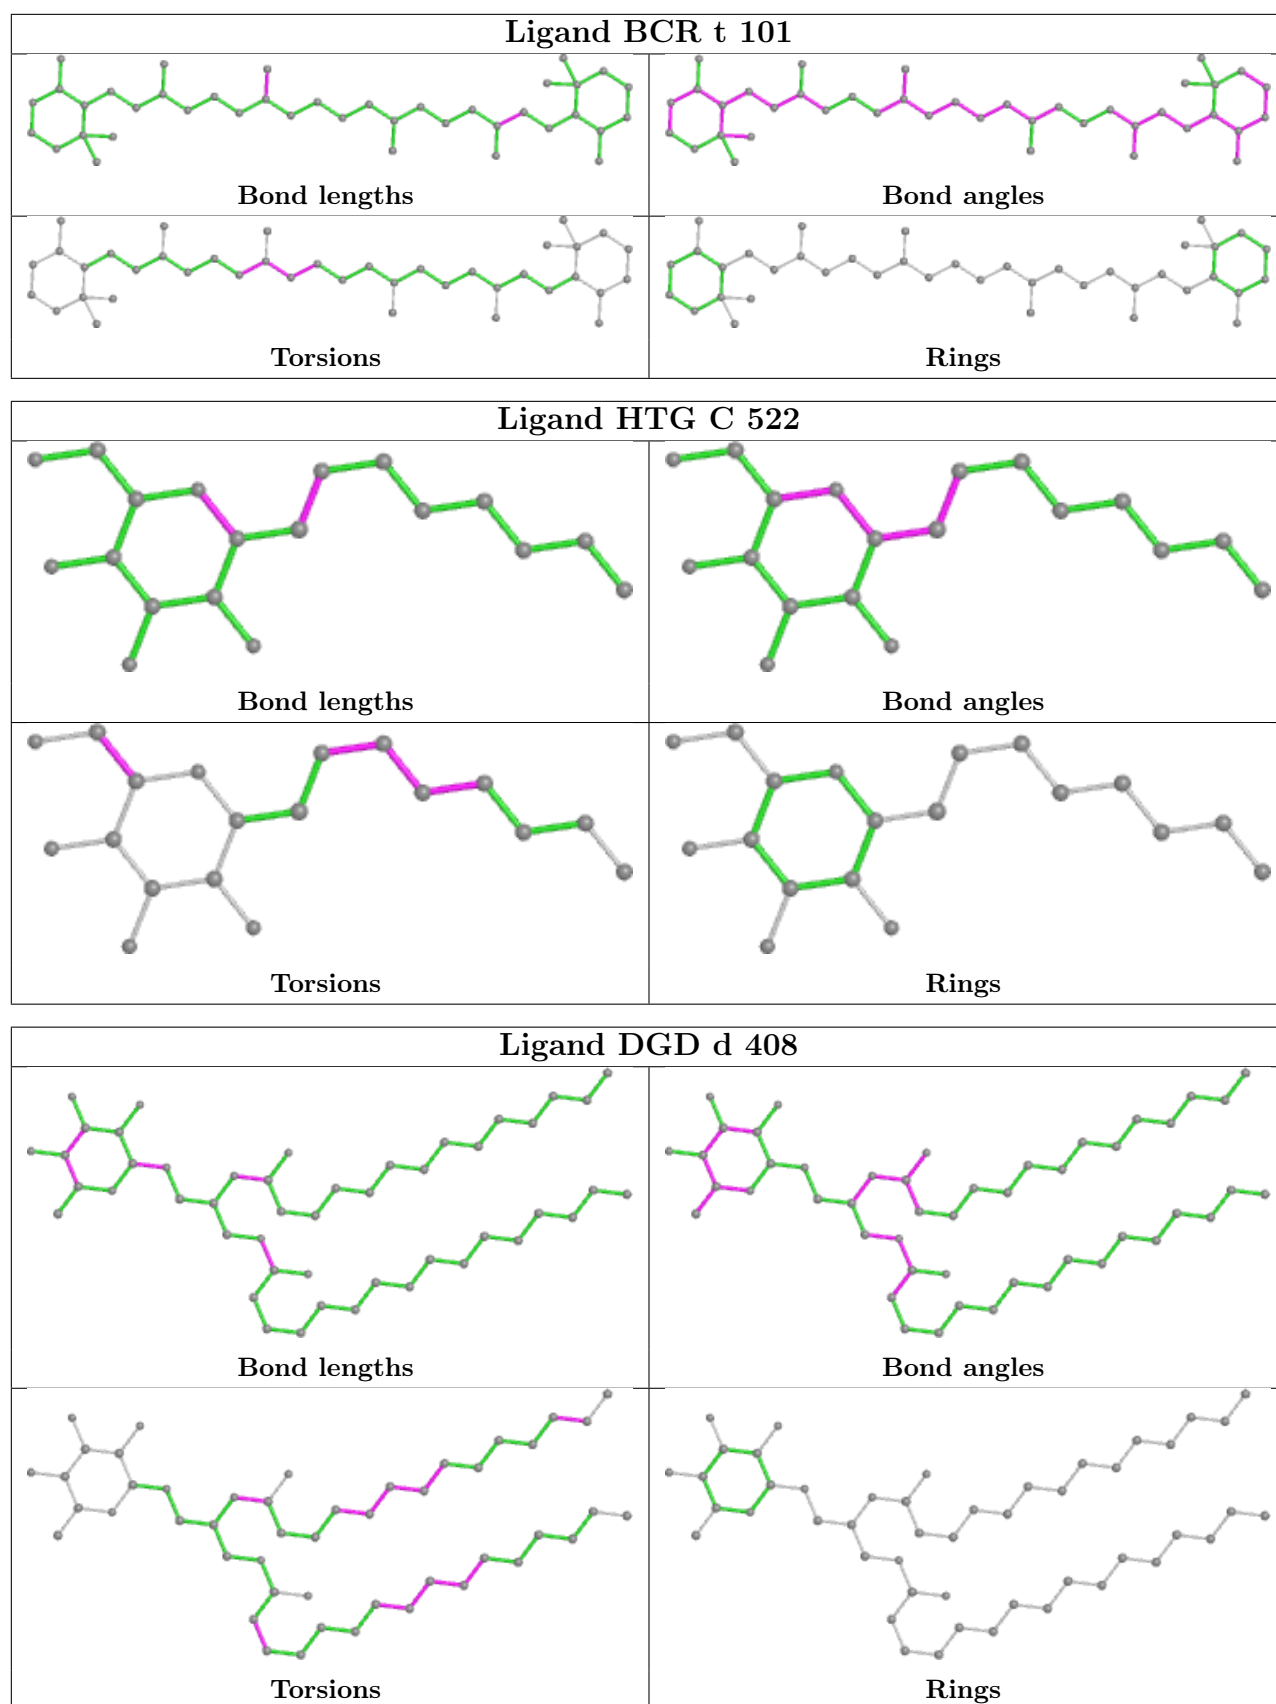 Ligand BCR t 101
Bond lengths
Bond angles
Torsions
Rings
Ligand HTG C 522
Bond lengths
Bond angles
Torsions
Rings
Ligand DGD d 408
Bond lengths
Bond angles
Torsions
Rings